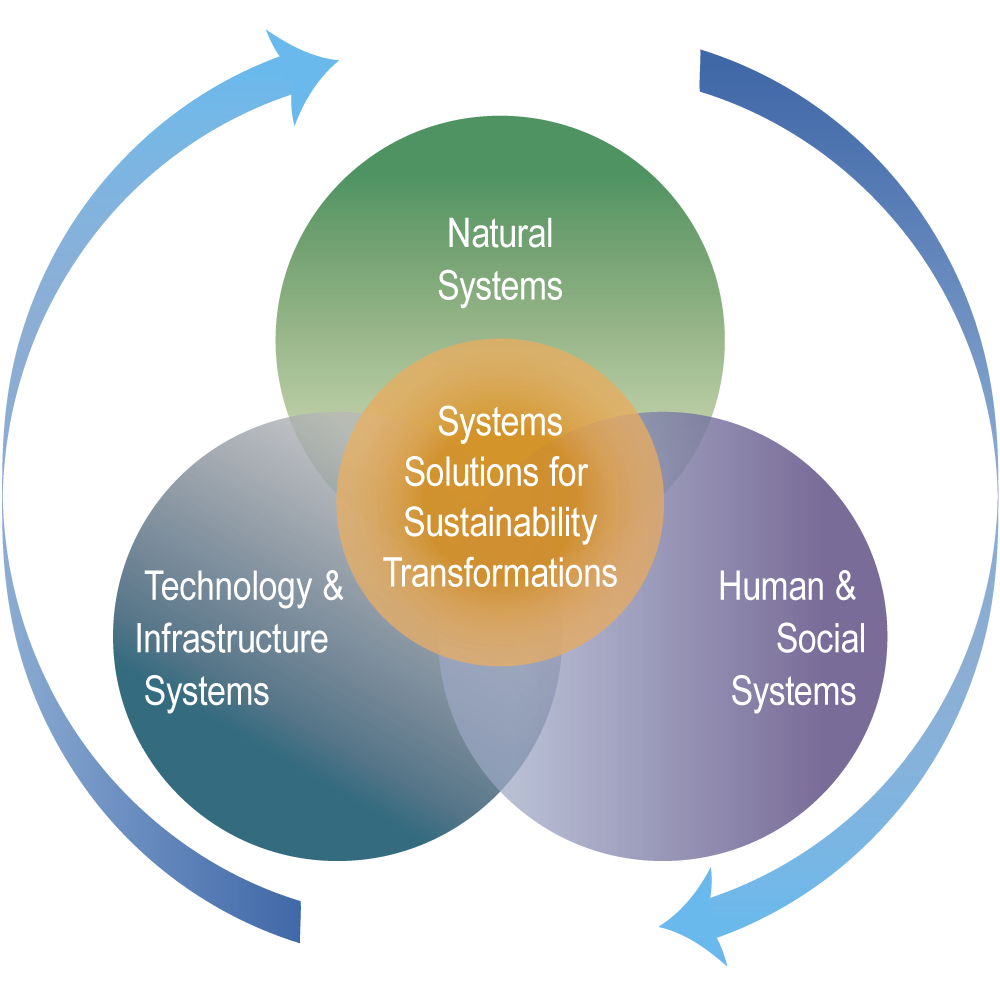 Natural
Systems
Systems
Solutions for
Sustainability
Transformations
Technology &
Infrastructure
Systems
Human &
Social
Systems